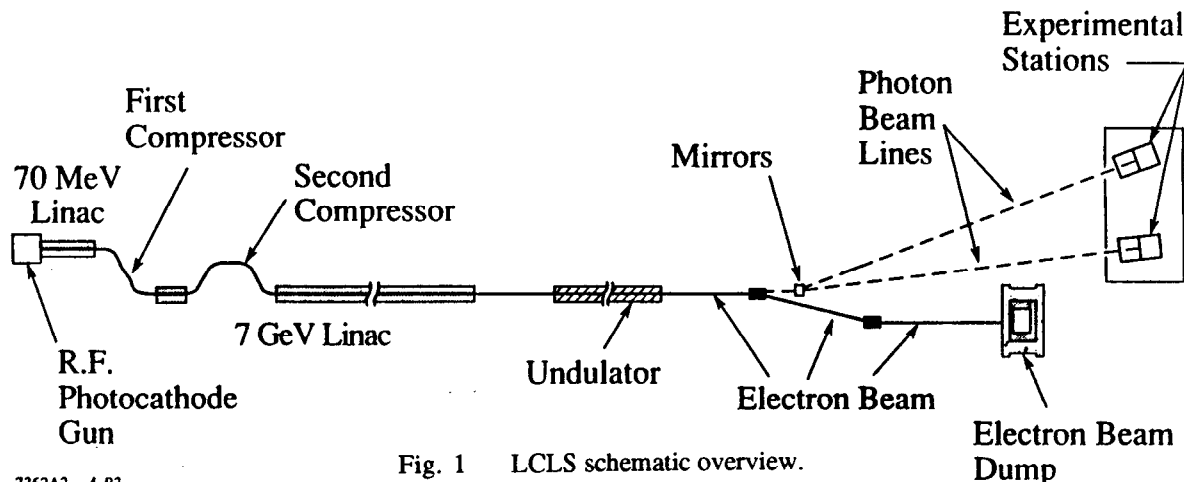 Experimental
Stations
Photon
Beam
Lines
First
Compressor
Mirrors
70 MeV
Linac
Second
Compressor
7 GeV Linac
R.F.
Photocathode
Gun
Undulator
Electron Beam
Electron Beam
Dump
Fig. 1 LCLS schematic overview.